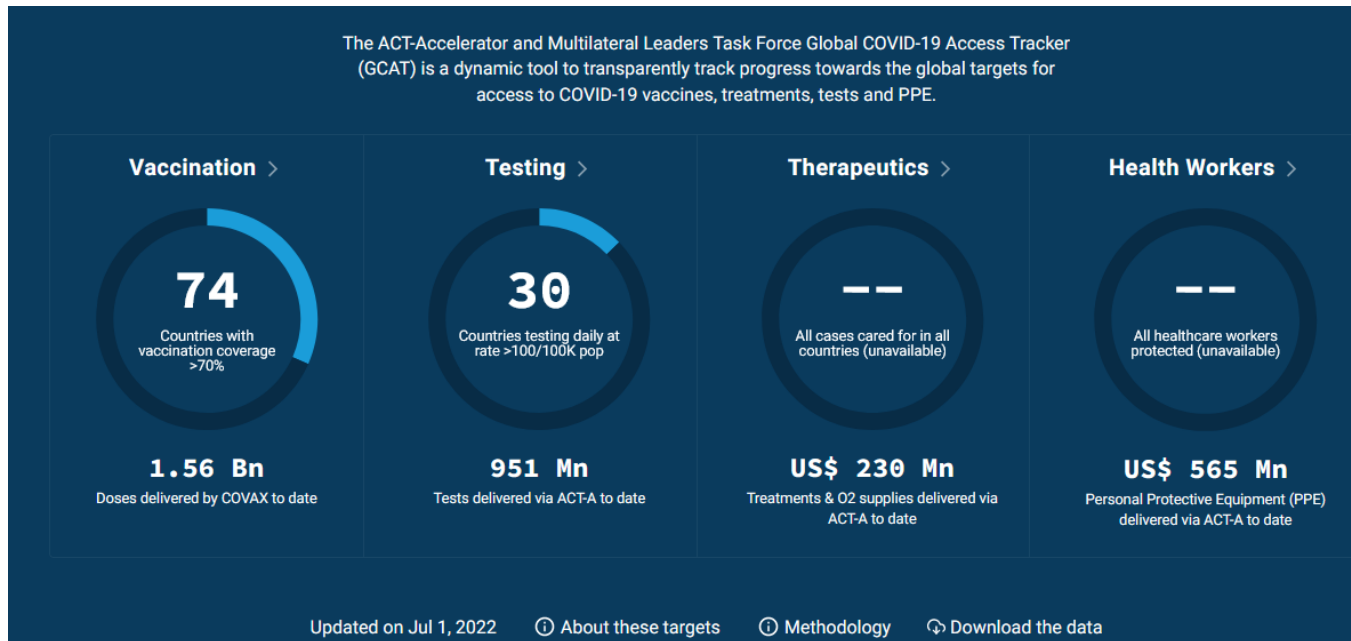 The ACT-Accelerator and Multilateral Leaders Task Force Global COVID-19 Access Tracker
(GCAT) is a dynamic tool to transparently track progress towards the global targets for
access to COVID-19 vaccines, treatments, tests and PPE.
Vaccination >
74
Countries with
vaccination coverage
>70%
1.56 Bn
Doses delivered by COVAX to date
Testing >
30
Countries testing daily at
rate >100/100K pop
951 Mn
Tests delivered via ACT-A to date
Therapeutics >
––
All cases cared for in all
countries (unavailable)
US$ 230 Mn
Treatments & O2 supplies delivered via
ACT-A to date
Health Workers >
––
All healthcare workers
protected (unavailable)
US$ 565 Mn
Personal Protective Equipment (PPE)
delivered via ACT-A to date
Updated on Jul 1, 2022
About these targets
Methodology
Download the data